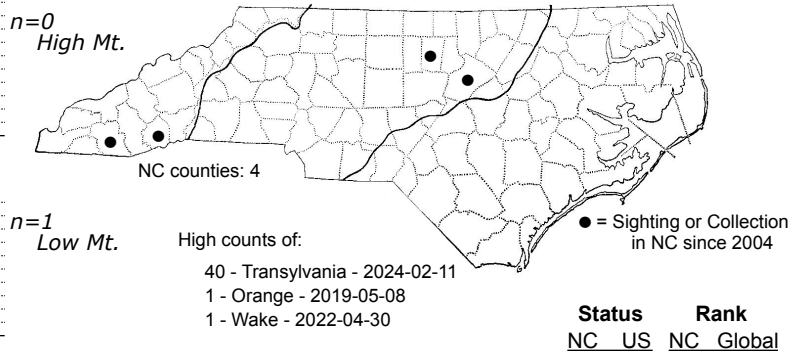 n=0
High Mt.
NC counties: 4
n=1
Low Mt.
High counts of:
40 - Transylvania - 2024-02-11
1 - Orange - 2019-05-08
1 - Wake - 2022-04-30
● = Sighting or Collection
in NC since 2004
Status Rank
NC US NC Global